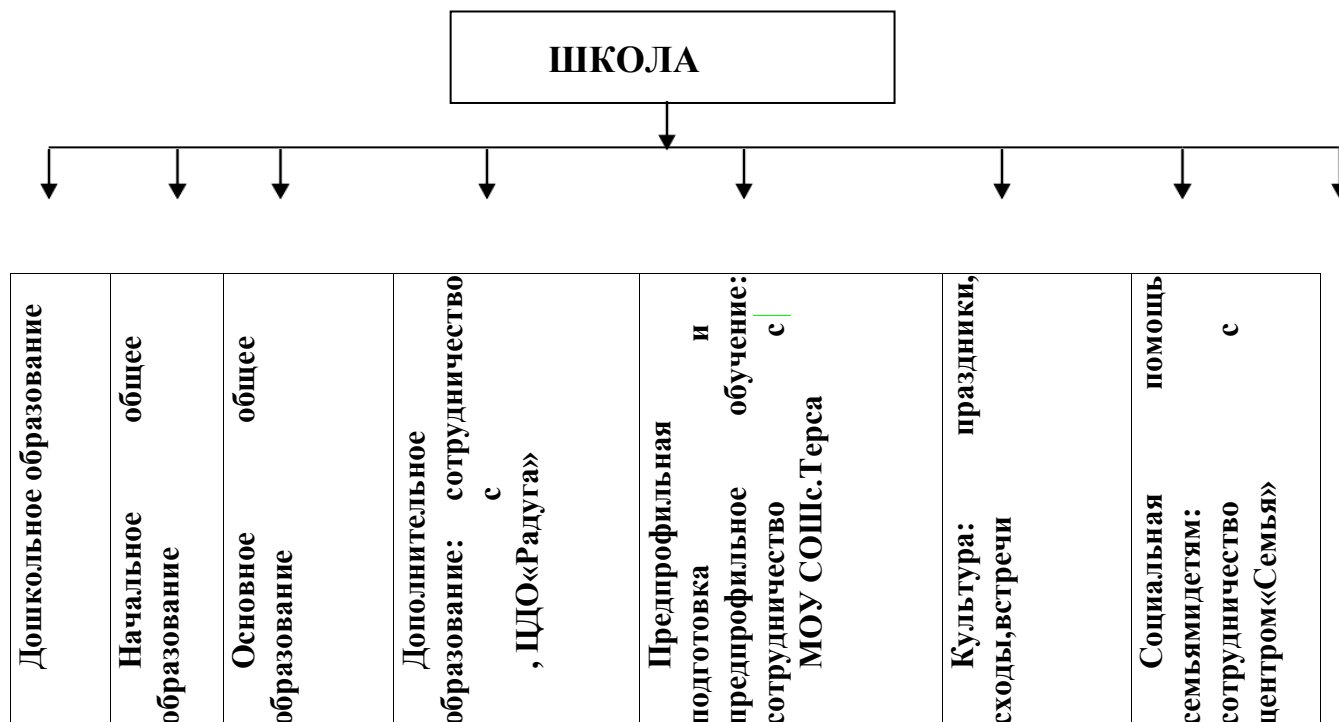 ШКОЛА
Дошкольное образование
Начальное общее
образование
Основное общее
образование
Дополнительное
образование: сотрудничество
с
, ЦДО«Радуга»
Предпрофильная
подготовка и
предпрофильное обучение:
сотрудничество с
МОУ СОШс.Терса
Культура: праздники,
сходы,встречи
Социальная помощь
семьямидетям:
сотрудничество с
центром«Семья»